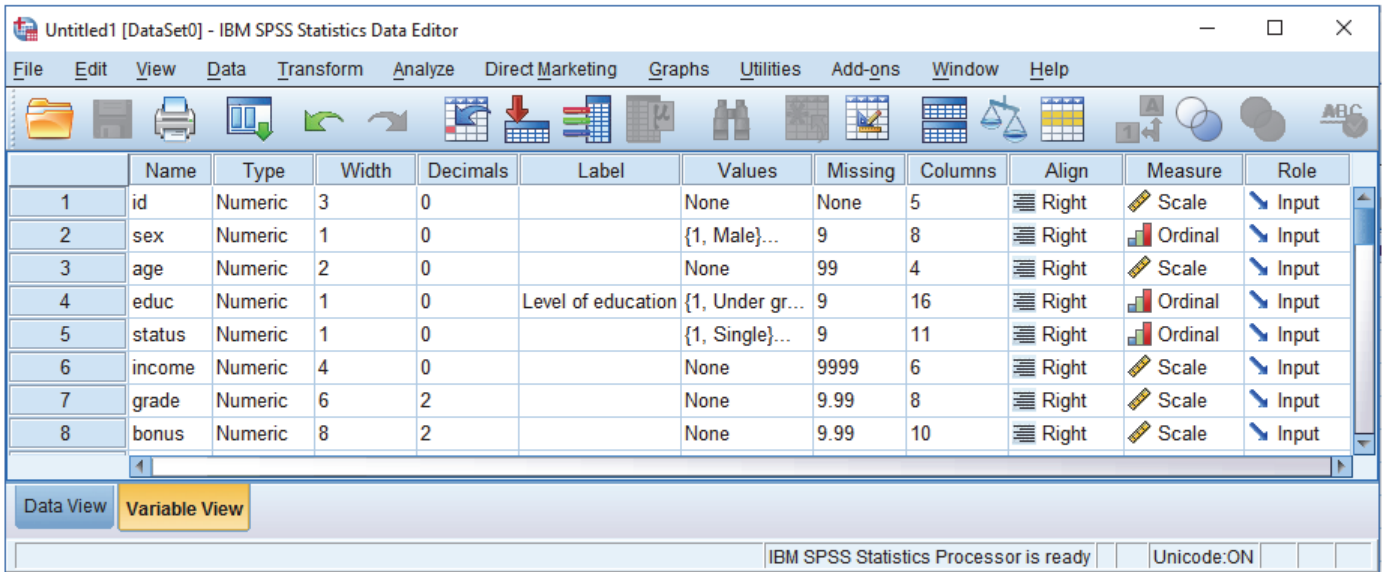 Untitled1 [DataSet0] - IBM SPSS Statistics Data Editor
File Edit View Data Transform Analyze Direct Marketing Graphs Utilities Add-ons Window Help
μ A 1 ABC
Name Type Width Decimals Label Values Missing Columns Align Measure Role
1 id Numeric 3 0 None None 5 Right Scale Input
2 sex Numeric 1 0 {1, Male}... 9 8 Right Ordinal Input
3 age Numeric 2 0 None 99 4 Right Scale Input
4 educ Numeric 1 0 Level of education {1, Under gr... 9 16 Right Ordinal Input
5 status Numeric 1 0 {1, Single}... 9 11 Right Ordinal Input
6 income Numeric 4 0 None 9999 6 Right Scale Input
7 grade Numeric 6 2 None 9.99 8 Right Scale Input
8 bonus Numeric 8 2 None 9.99 10 Right Scale Input
Data View Variable View
IBM SPSS Statistics Processor is ready Unicode:ON